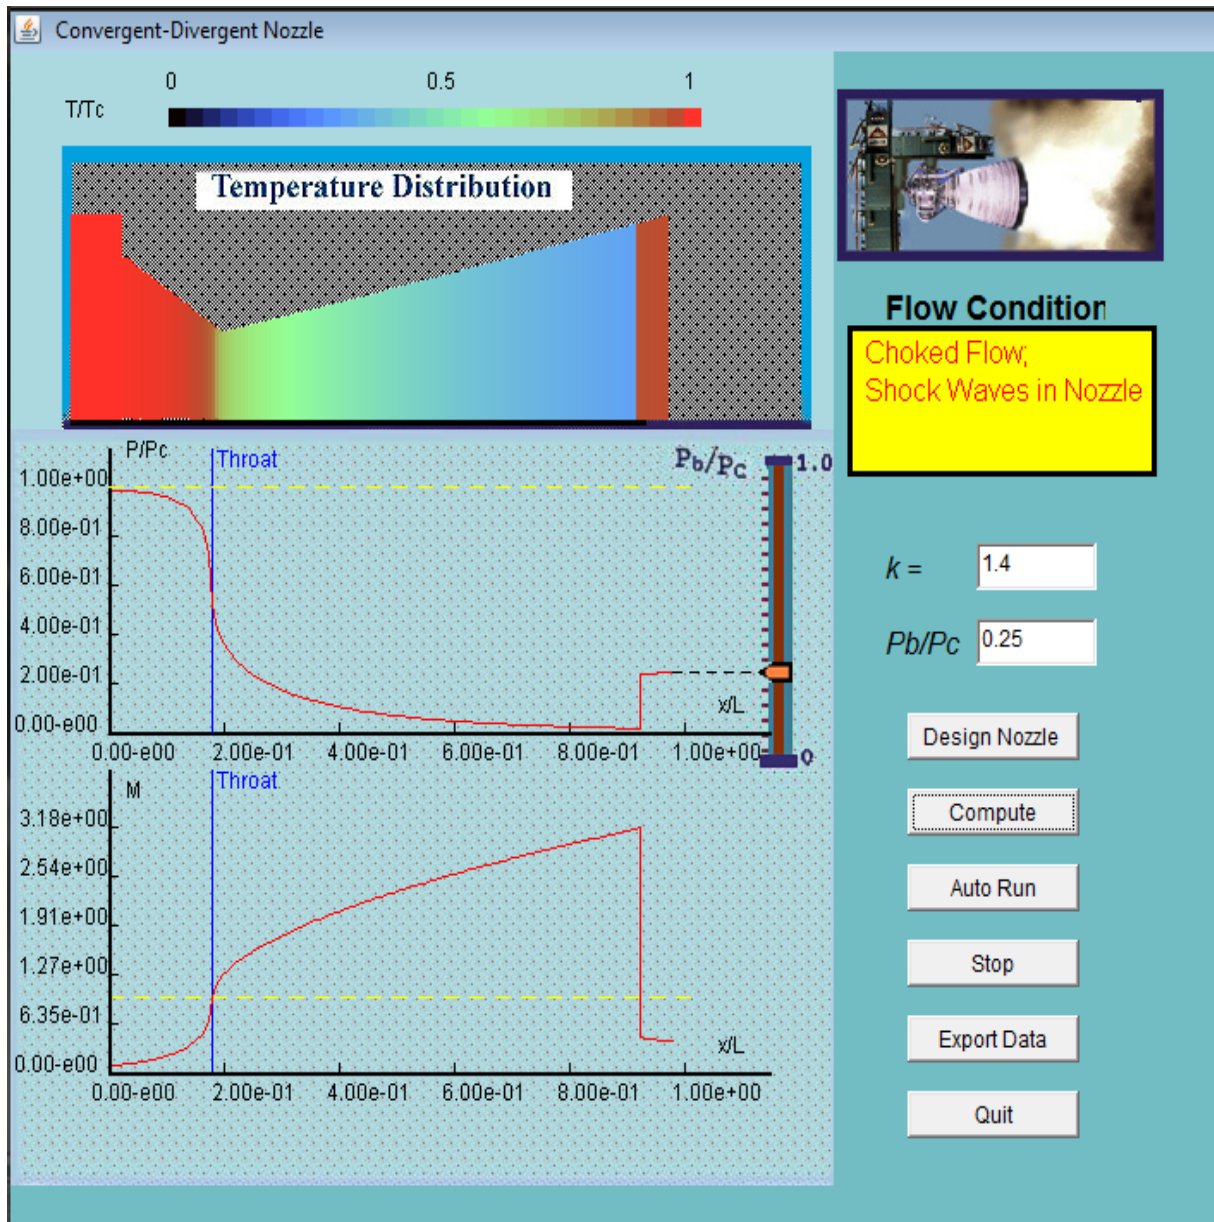 Convergent-Divergent Nozzle
0 0.5 1
T/Tc
Temperature Distribution
Flow Condition
Choked Flow;
Shock Waves in Nozzle
P/Pc
Throat
Pb/Pc
1.0
1.00e+00
8.00e-01
6.00e-01
4.00e-01
2.00e-01
0.00-e00
x/L
0
0.00-e00 2.00e-01 4.00e-01 6.00e-01 8.00e-01 1.00e+00
M
Throat
3.18e+00
2.54e+00
1.91e+00
1.27e+00
6.35e-01
0.00-e00
x/L
0.00-e00 2.00e-01 4.00e-01 6.00e-01 8.00e-01 1.00e+00
k = 1.4
Pb/Pc 0.25
Design Nozzle
Compute
Auto Run
Stop
Export Data
Quit